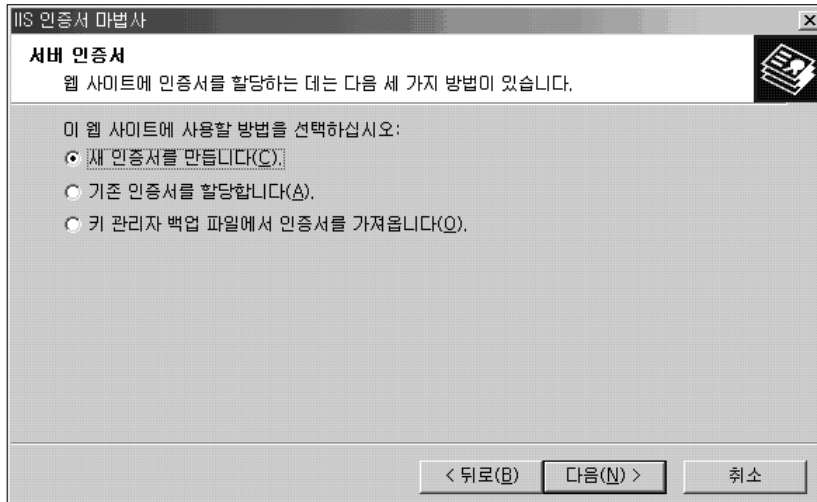 IIS 인증서 마법사
서버 인증서
웹 사이트에 인증서를 할당하는 데는 다음 세 가지 방법이 있습니다.
이 웹 사이트에 사용할 방법을 선택하십시오:
새 인증서를 만듭니다(C).
기존 인증서를 할당합니다(A).
키 관리자 백업 파일에서 인증서를 가져옵니다(O).
< 뒤로(B) 다음(N) > 취소